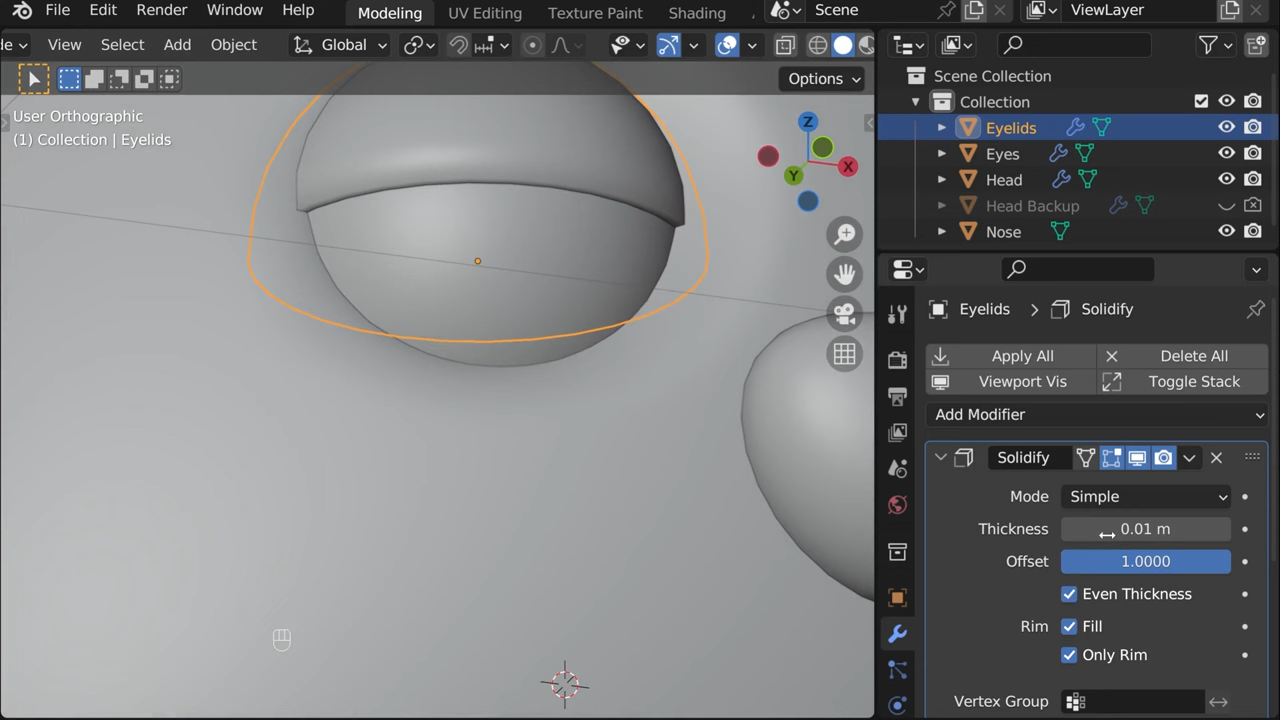 File Edit Render Window Help Modeling UV Editing Texture Paint Shading Scene ViewLayer
de View Select Add Object Global
Options
User Orthographic
(1) Collection | Eyelids
Z
X
Y
Scene Collection
Collection
Eyelids
Eyes
Head
Head Backup
Nose
Eyelids > Solidify
Apply All Delete All
Viewport Vis Toggle Stack
Add Modifier
Solidify
Mode Simple
Thickness 0.01 m
Offset 1.0000
Even Thickness
Rim Fill
Only Rim
Vertex Group